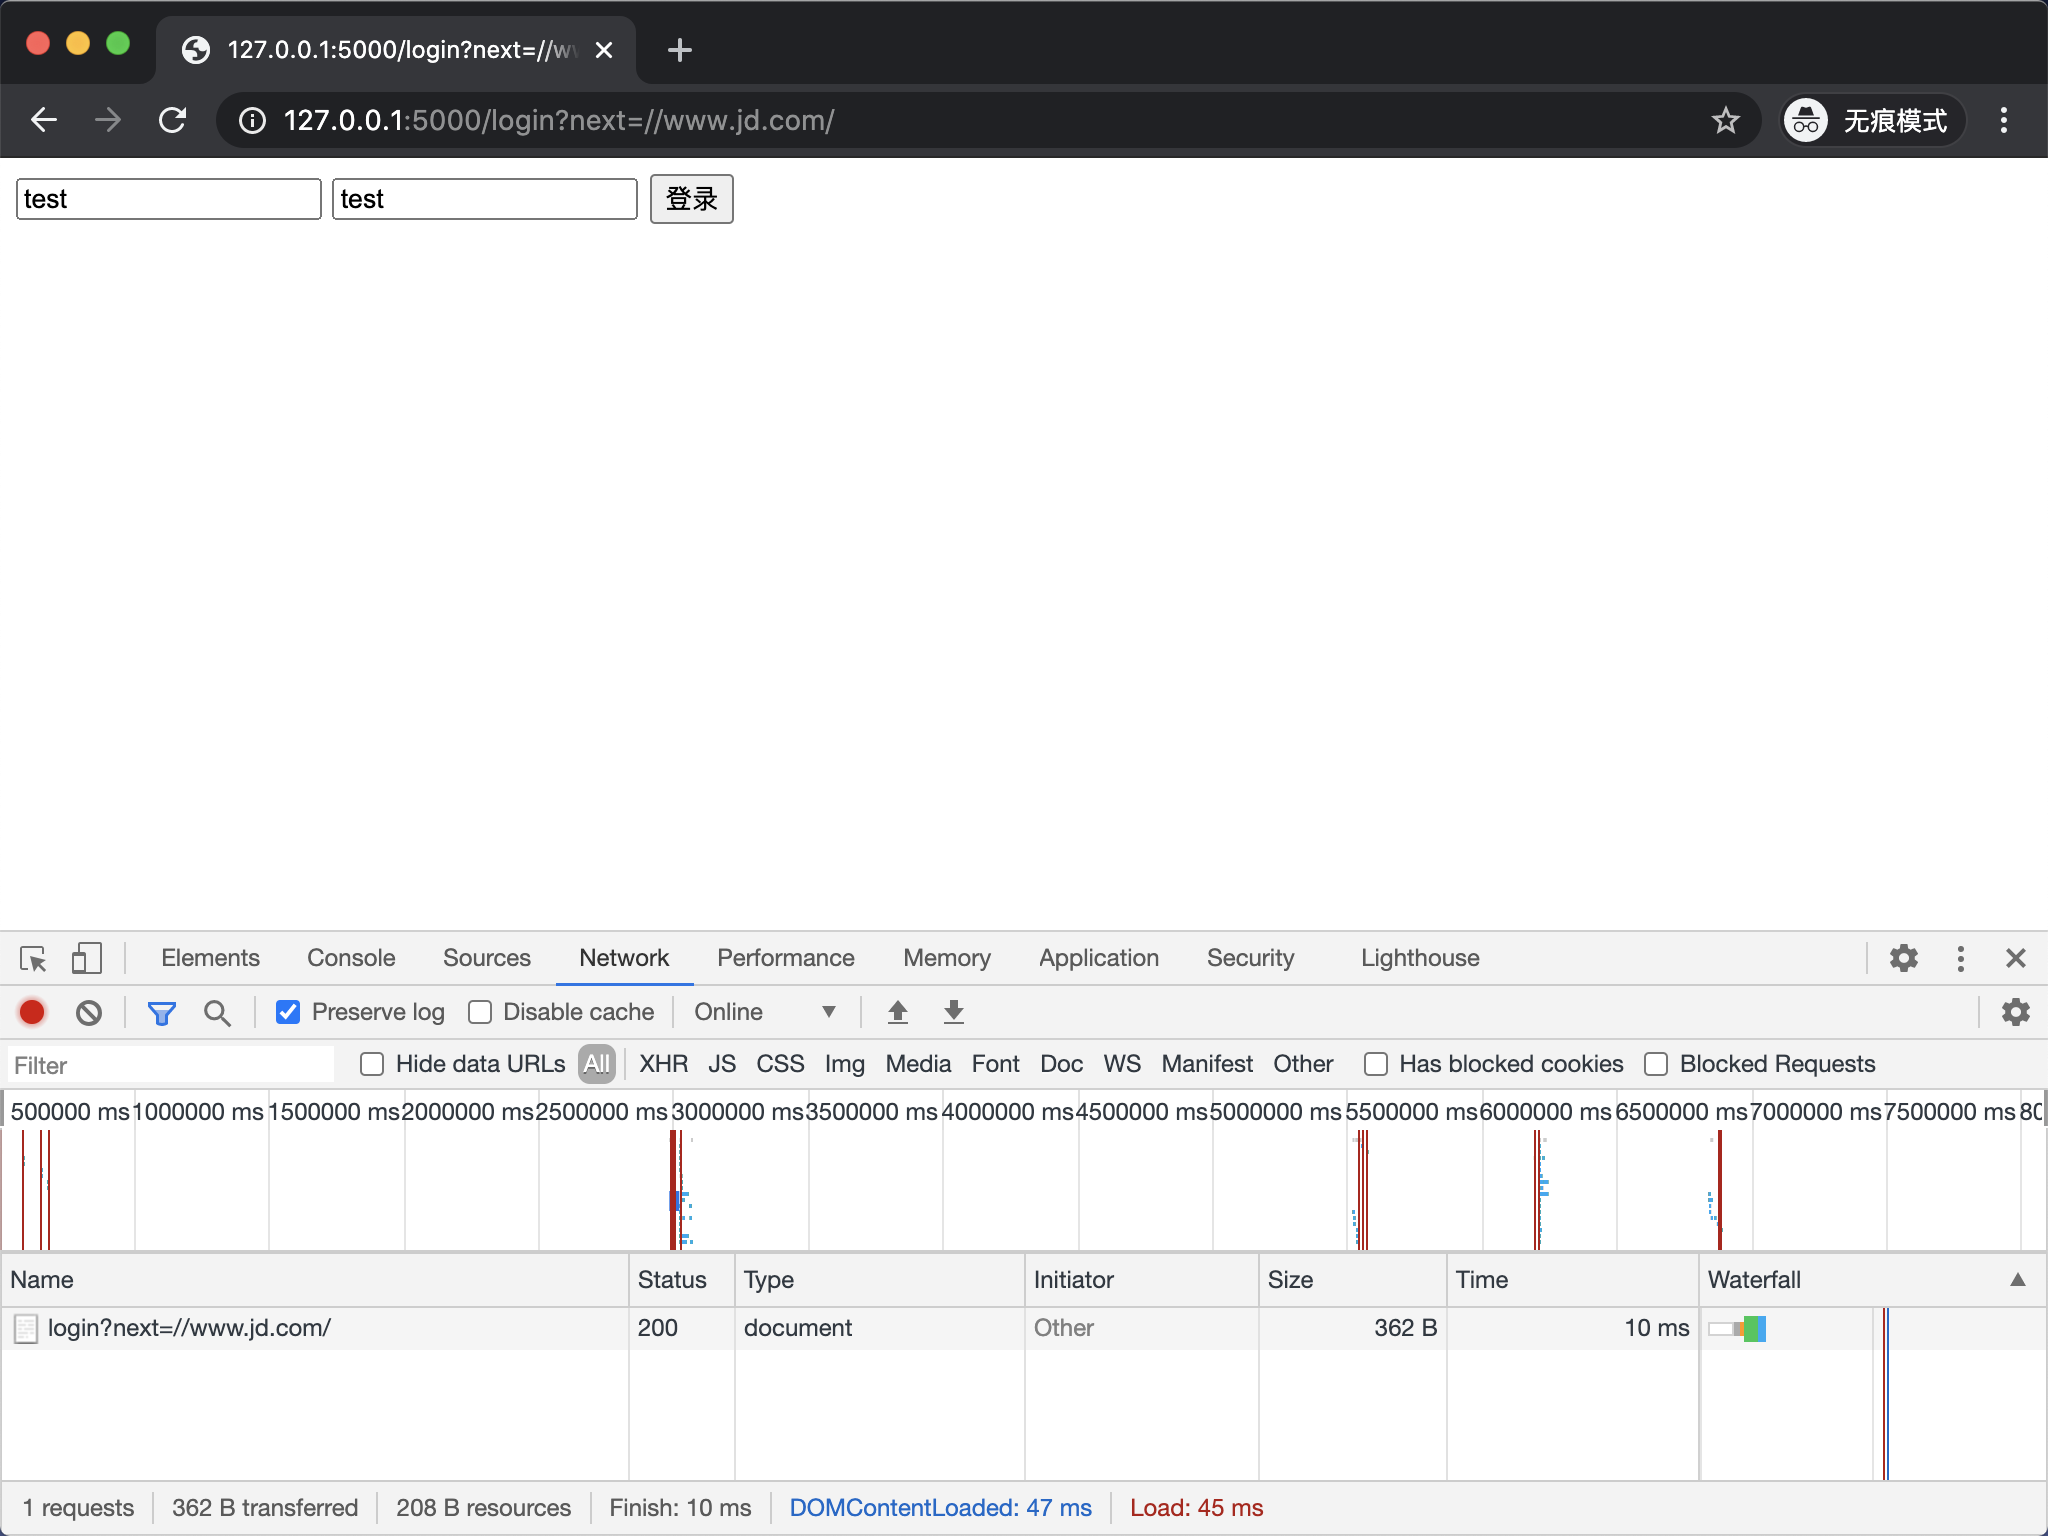 127.0.0.1:5000/login?next=//w
127.0.0.1:5000/login?next=//www.jd.com/ 无痕模式
test test 登录
Elements Console Sources Network Performance Memory Application Security Lighthouse
Preserve log Disable cache Online
Filter Hide data URLs All XHR JS CSS Img Media Font Doc WS Manifest Other Has blocked cookies Blocked Requests
500000 ms 1000000 ms 1500000 ms 2000000 ms 2500000 ms 3000000 ms 3500000 ms 4000000 ms 4500000 ms 5000000 ms 5500000 ms 6000000 ms 6500000 ms 7000000 ms 7500000 ms 80
Name Status Type Initiator Size Time Waterfall
login?next=//www.jd.com/ 200 document Other 362 B 10 ms
1 requests 362 B transferred 208 B resources Finish: 10 ms DOMContentLoaded: 47 ms Load: 45 ms